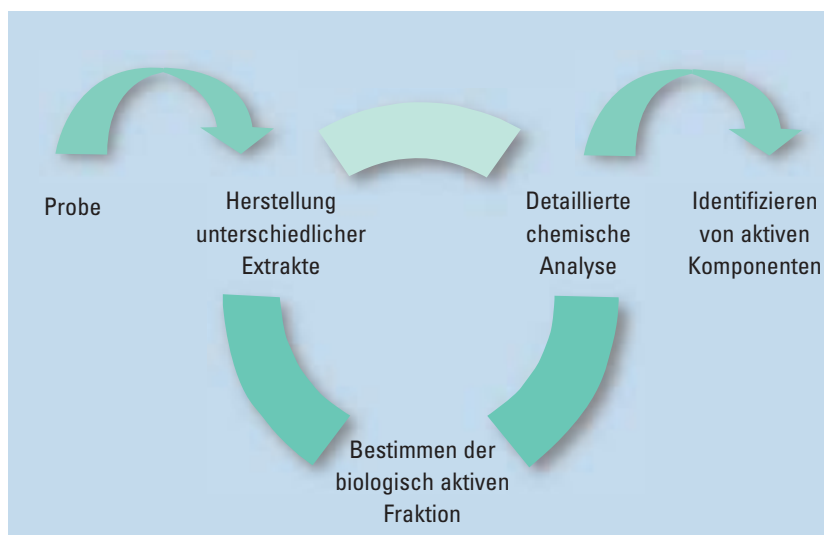 Probe
Herstellung
unterschiedlicher
Extrakte
Detaillierte
chemische
Analyse
Identifizieren
von aktiven
Komponenten
Bestimmen der
biologisch aktiven
Fraktion